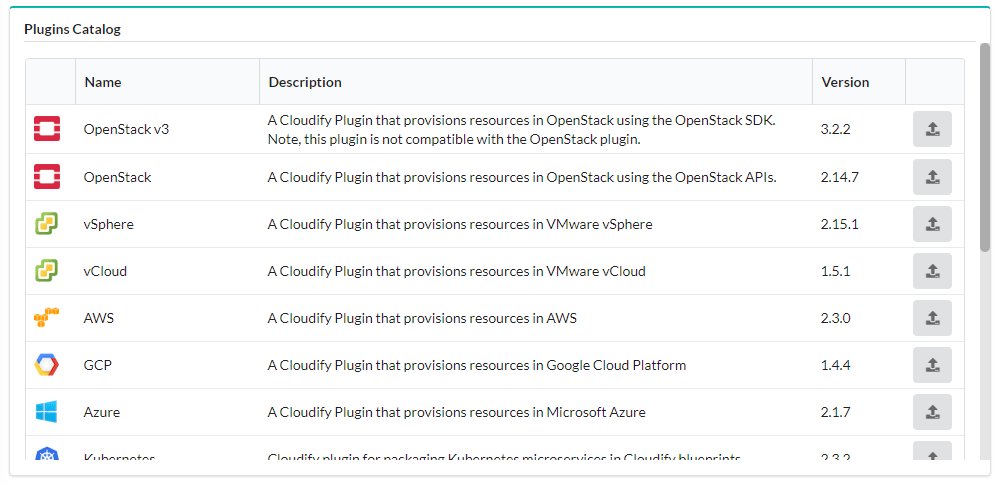 Plugins Catalog
Name Description Version
OpenStack v3 A Cloudify Plugin that provisions resources in OpenStack using the OpenStack SDK. 3.2.2
Note, this plugin is not compatible with the OpenStack plugin.
OpenStack A Cloudify Plugin that provisions resources in OpenStack using the OpenStack APIs. 2.14.7
vSphere A Cloudify Plugin that provisions resources in VMware vSphere 2.15.1
vCloud A Cloudify Plugin that provisions resources in VMware vCloud 1.5.1
AWS A Cloudify Plugin that provisions resources in AWS 2.3.0
GCP A Cloudify Plugin that provisions resources in Google Cloud Platform 1.4.4
Azure A Cloudify Plugin that provisions resources in Microsoft Azure 2.1.7
Kubernetes Cloudify plugin for packaging Kubernetes microservices in Cloudify blueprints 2.3.2